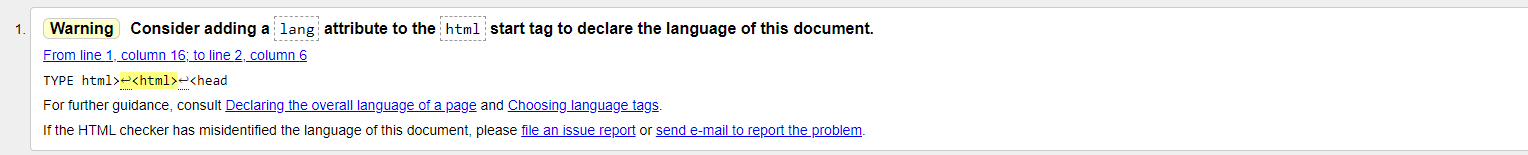 1. Warning Consider adding a lang attribute to the html start tag to declare the language of this document.
From line 1, column 16; to line 2, column 6
TYPE html>↩<html>↩<head
For further guidance, consult Declaring the overall language of a page and Choosing language tags.
If the HTML checker has misidentified the language of this document, please file an issue report or send e-mail to report the problem.